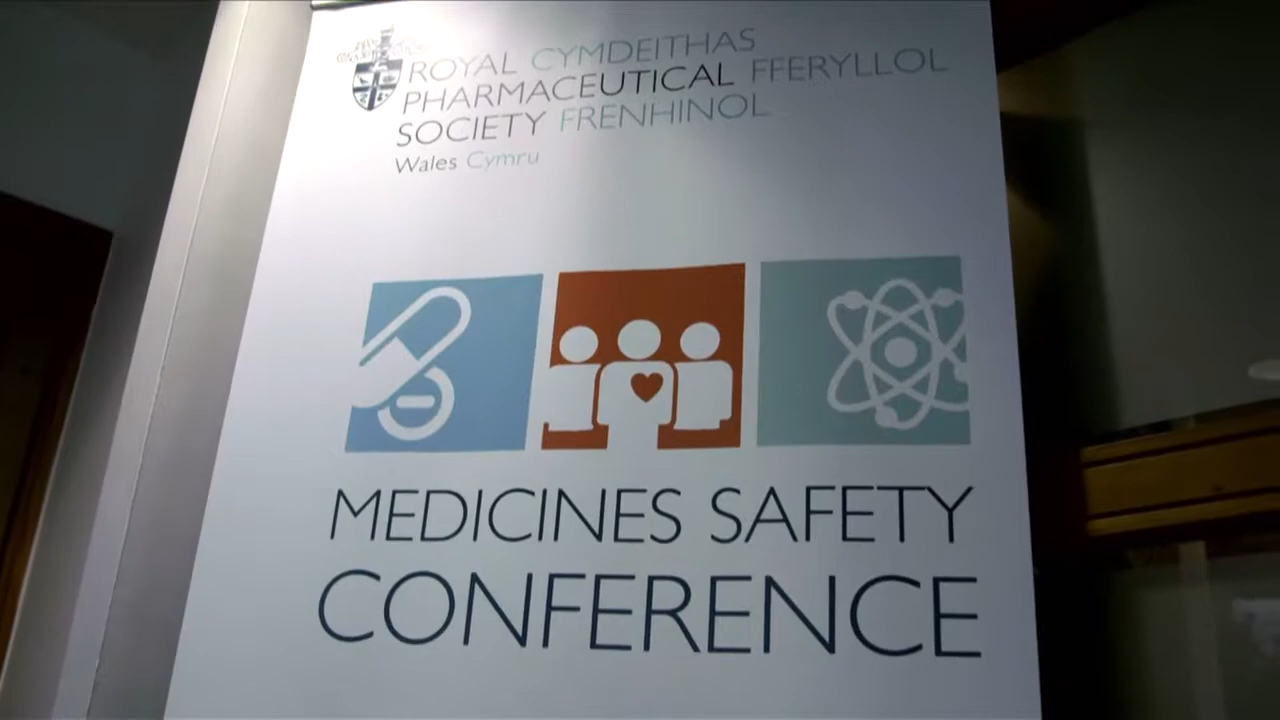 ROYAL CYMDEITHAS
PHARMACEUTICAL FFERYLLOL
SOCIETY FRENHINOL
Wales Cymru
MEDICINES SAFETY
CONFERENCE